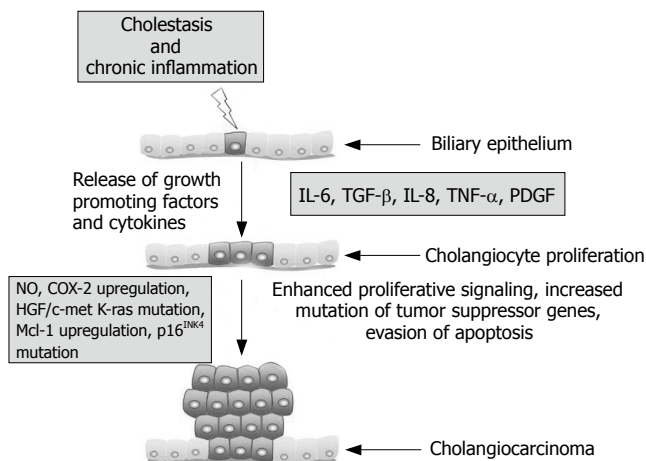 Cholestasis
and
chronic inflammation
Biliary epithelium
Release of growth
promoting factors
and cytokines
IL-6, TGF-β, IL-8, TNF-α, PDGF
Cholangiocyte proliferation
NO, COX-2 upregulation,
HGF/c-met K-ras mutation,
Mcl-1 upregulation, p16INK4
mutation
Enhanced proliferative signaling, increased
mutation of tumor suppressor genes,
evasion of apoptosis
Cholangiocarcinoma